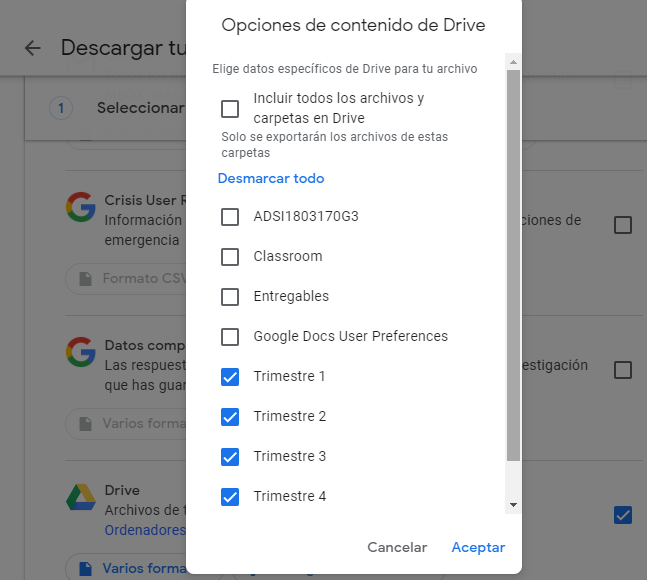 Opciones de contenido de Drive
Descargar tu
Elige datos específicos de Drive para tu archivo
1 Seleccionar
Incluir todos los archivos y
carpetas en Drive
Solo se exportarán los archivos de estas
carpetas
Desmarcar todo
Crisis User R
Información ciones de
emergencia
ADSI1803170G3
Classroom
Formato CSV
Entregables
Google Docs User Preferences
Datos comp
Las respuest estigación
que has guar
Trimestre 1
Trimestre 2
Varios forma
Trimestre 3
Drive
Archivos de t
Ordenadores
Trimestre 4
Cancelar Aceptar
Varios forma